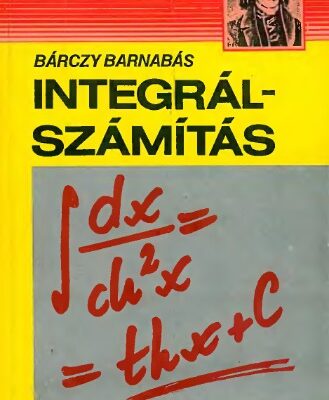 BÁRCZY BARNABÁS
INTEGRÁL-
SZÁMÍTÁS
∫ dx/ch²x =
= thx + C